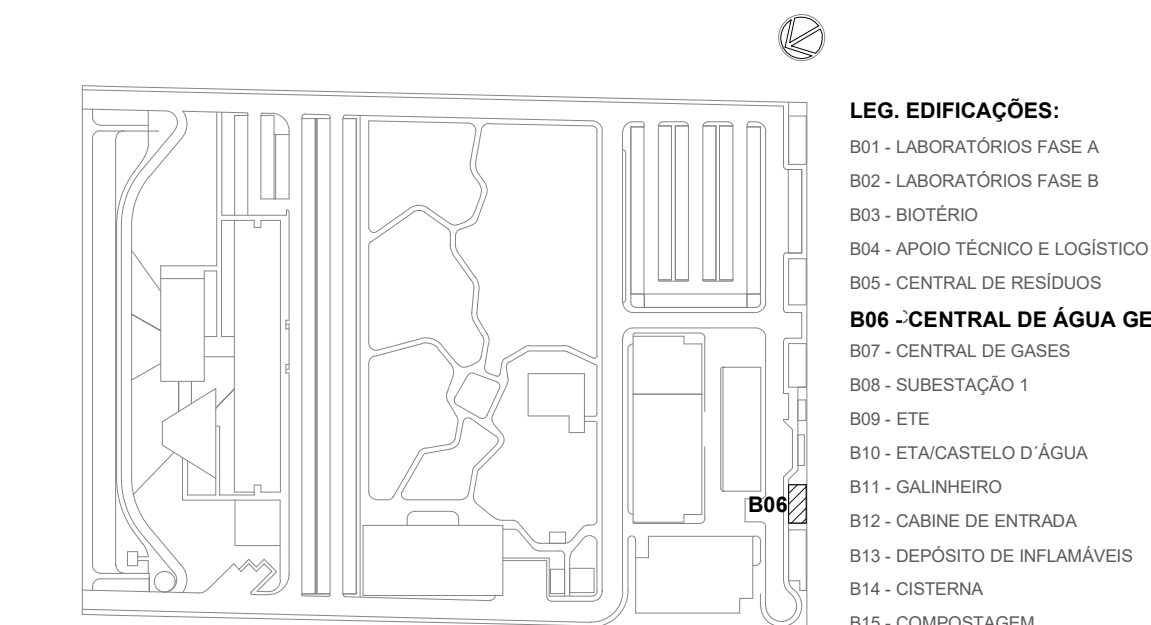 LEG. EDIFICAÇÕES:
B01 - LABORATÓRIOS FASE A
B02 - LABORATÓRIOS FASE B
B03 - BIOTÉRIO
B04 - APOIO TÉCNICO E LOGÍSTICO
B05 - CENTRAL DE RESÍDUOS
B06 - CENTRAL DE ÁGUA GE
B07 - CENTRAL DE GASES
B08 - SUBESTAÇÃO 1
B09 - ETE
B10 - ETA/CASTELO D´ÁGUA
B11 - GALINHEIRO
B12 - CABINE DE ENTRADA
B13 - DEPÓSITO DE INFLAMÁVEIS
B14 - CISTERNA
B15 - COMPOSTAGEM
B06